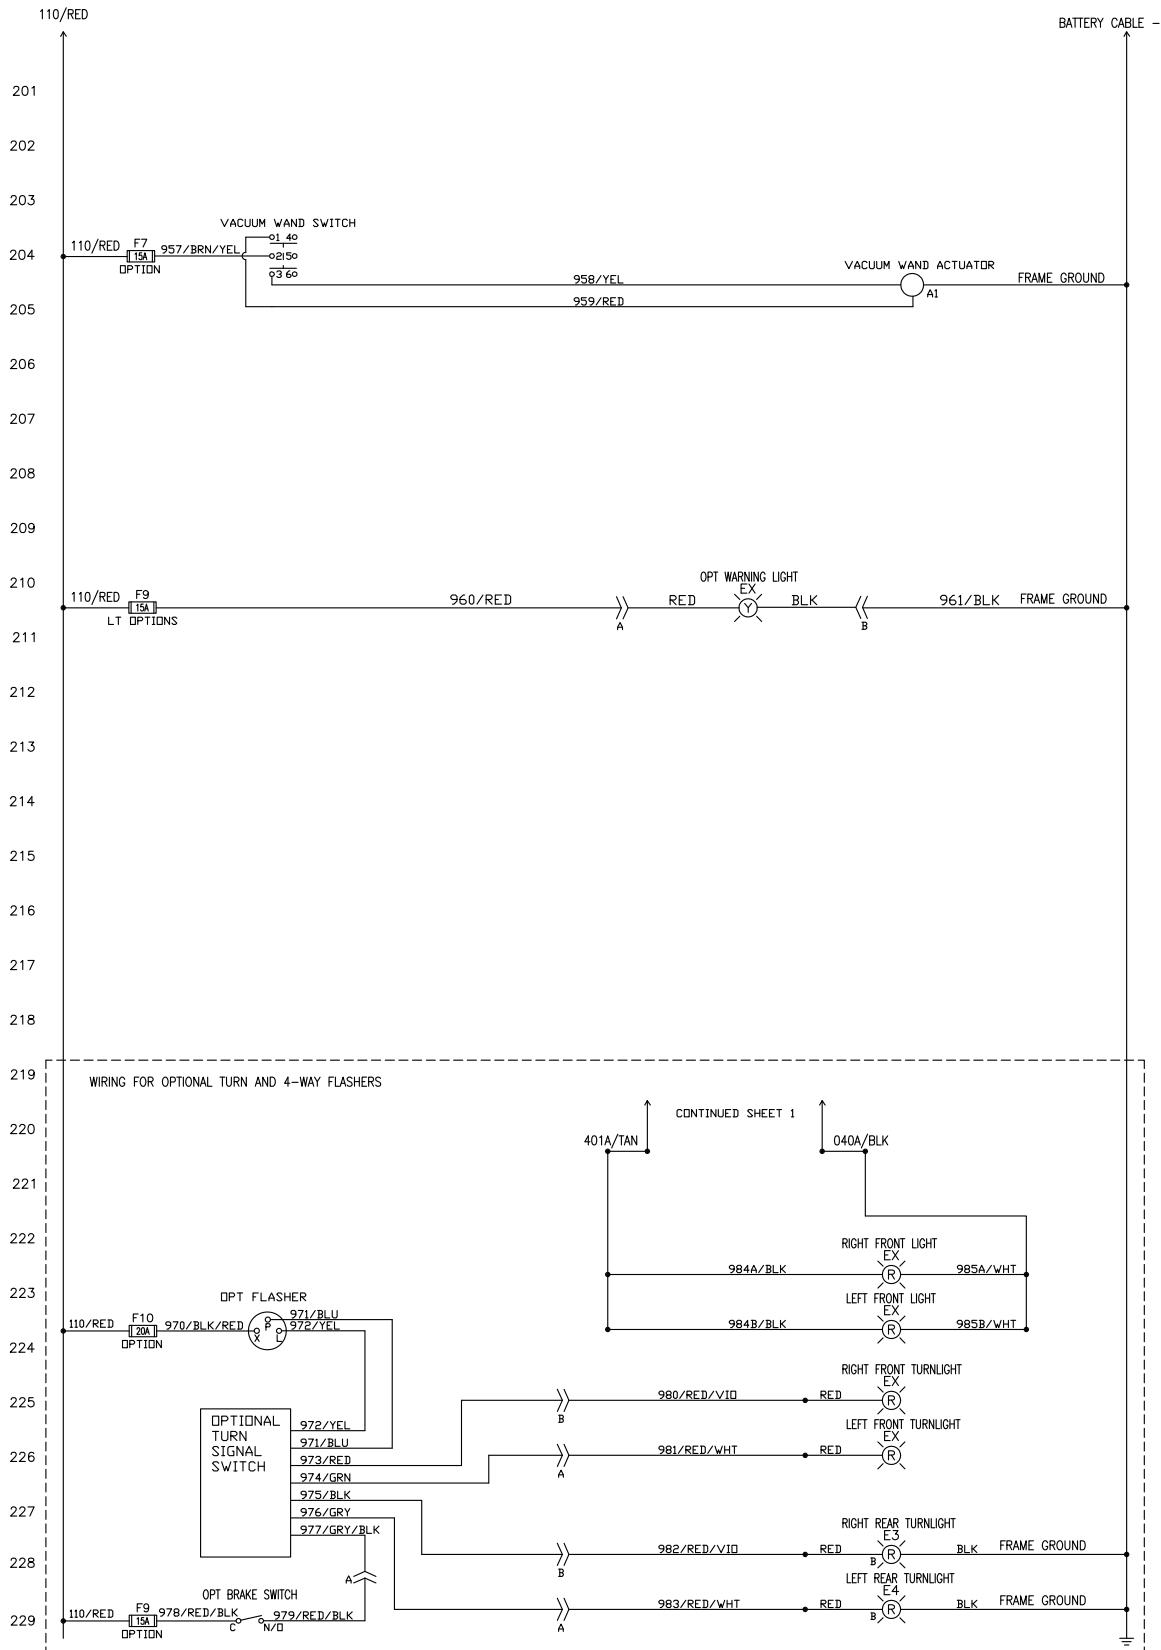 110/RED
BATTERY CABLE -
201
202
203
VACUUM WAND SWITCH
1 4
204
110/RED
F7
15A
OPTION
957/BRN/YEL
2 5
3 6
958/YEL
VACUUM WAND ACTUATOR
A1
FRAME GROUND
205
959/RED
206
207
208
209
210
OPT WARNING LIGHT
EX
110/RED
F9
15A
LT OPTIONS
960/RED
A
RED
Y
BLK
B
961/BLK
FRAME GROUND
211
212
213
214
215
216
217
218
219
WIRING FOR OPTIONAL TURN AND 4-WAY FLASHERS
220
CONTINUED SHEET 1
401A/TAN
040A/BLK
221
222
RIGHT FRONT LIGHT
EX
984A/BLK
R
985A/WHT
223
OPT FLASHER
LEFT FRONT LIGHT
EX
984B/BLK
R
985B/WHT
110/RED
F10
20A
OPTION
970/BLK/RED
X
P
L
971/BLU
972/YEL
224
RIGHT FRONT TURNLIGHT
EX
225
B
980/RED/VIO
RED
R
OPTIONAL
TURN
SIGNAL
SWITCH
972/YEL
971/BLU
973/RED
974/GRN
975/BLK
976/GRY
977/GRY/BLK
LEFT FRONT TURNLIGHT
EX
226
A
981/RED/WHT
RED
R
227
RIGHT REAR TURNLIGHT
E3
228
B
982/RED/VIO
RED
B
R
BLK
FRAME GROUND
A
OPT BRAKE SWITCH
LEFT REAR TURNLIGHT
E4
229
110/RED
F9
15A
OPTION
978/RED/BLK
C
N/O
979/RED/BLK
A
983/RED/WHT
RED
B
R
BLK
FRAME GROUND